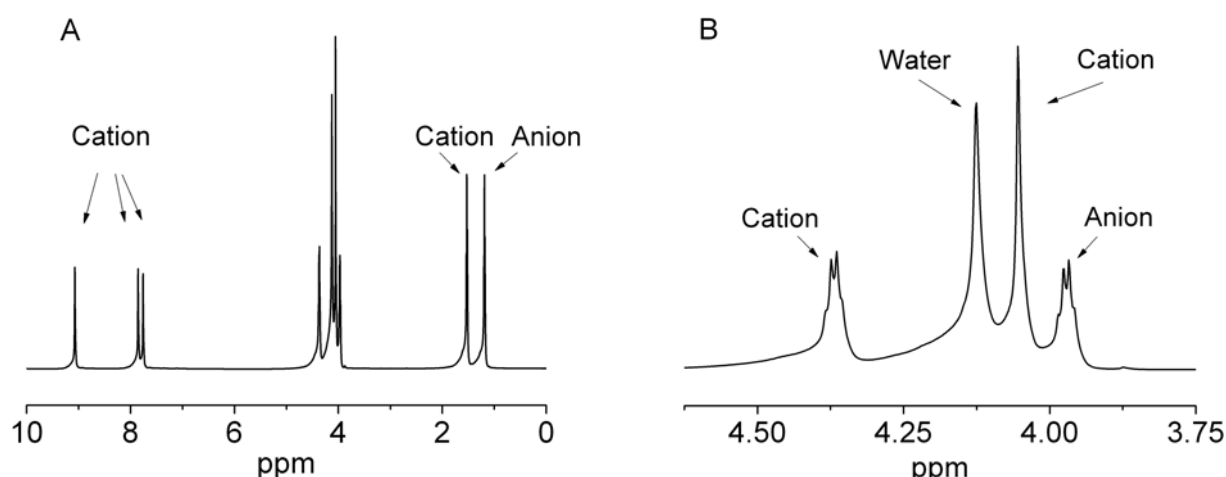 A
Cation
Cation
Anion
10
8
6
4
2
0
ppm
B
Water
Cation
Cation
Anion
4.50
4.25
4.00
3.75
ppm